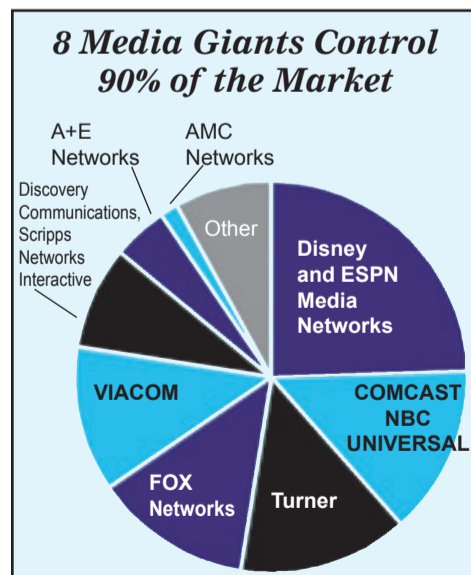 8 Media Giants Control
90% of the Market
A+E
Networks
AMC
Networks
Discovery
Communications,
Scripps
Networks
Interactive
Other
Disney
and ESPN
Media
Networks
VIACOM
COMCAST
NBC
UNIVERSAL
FOX
Networks
Turner